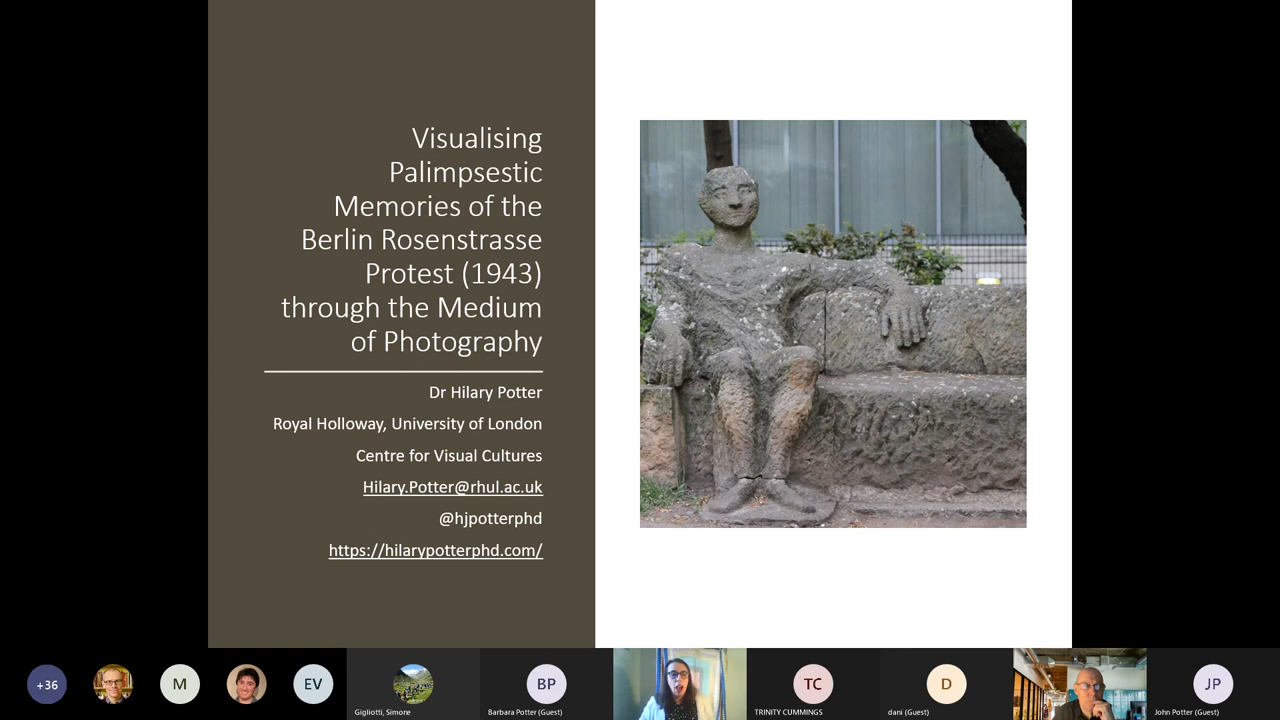 Visualising
Palimpsestic
Memories of the
Berlin Rosenstrasse
Protest (1943)
through the Medium
of Photography
Dr Hilary Potter
Royal Holloway, University of London
Centre for Visual Cultures
Hilary.Potter@rhul.ac.uk
@hjpotterphd
https://hilarypotterphd.com/
+36
M
EV
Gigliotti, Simone
BP
Barbara Potter (Guest)
TC
TRINITY CUMMINGS
D
dani (Guest)
JP
John Potter (Guest)